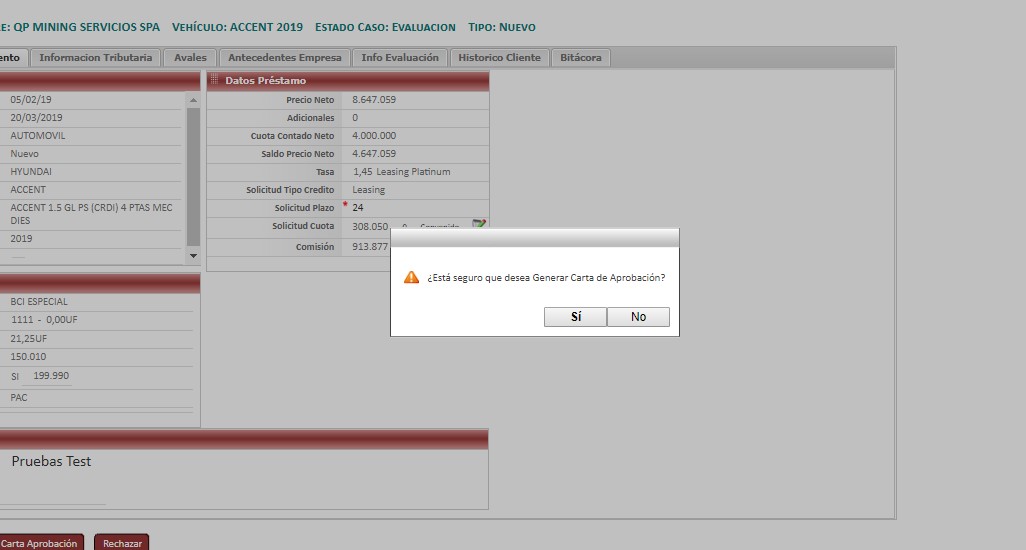 E: QP MINING SERVICIOS SPA VEHÍCULO: ACCENT 2019 ESTADO CASO: EVALUACION TIPO: NUEVO
ento Informacion Tributaria Avales Antecedentes Empresa Info Evaluación Historico Cliente Bitácora
05/02/19
20/03/2019
AUTOMOVIL
Nuevo
HYUNDAI
ACCENT
ACCENT 1.5 GL PS (CRDI) 4 PTAS MEC
DIES
2019
Datos Préstamo
Precio Neto 8.647.059
Adicionales 0
Cuota Contado Neto 4.000.000
Saldo Precio Neto 4.647.059
Tasa 1,45 Leasing Platinum
Solicitud Tipo Credito Leasing
Solicitud Plazo * 24
Solicitud Cuota 308.050 0 Convenido
Comisión 913.877
¿Está seguro que desea Generar Carta de Aprobación?
Sí No
BCI ESPECIAL
1111 - 0,00UF
21,25UF
150.010
SI 199.990
PAC
Pruebas Test
Carta Aprobación Rechazar